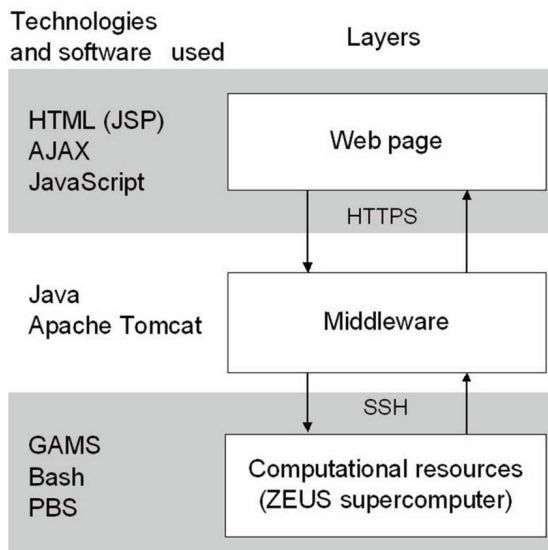 Technologies
and software used
Layers
HTML (JSP)
AJAX
JavaScript
Web page
HTTPS
Java
Apache Tomcat
Middleware
SSH
GAMS
Bash
PBS
Computational resources
(ZEUS supercomputer)